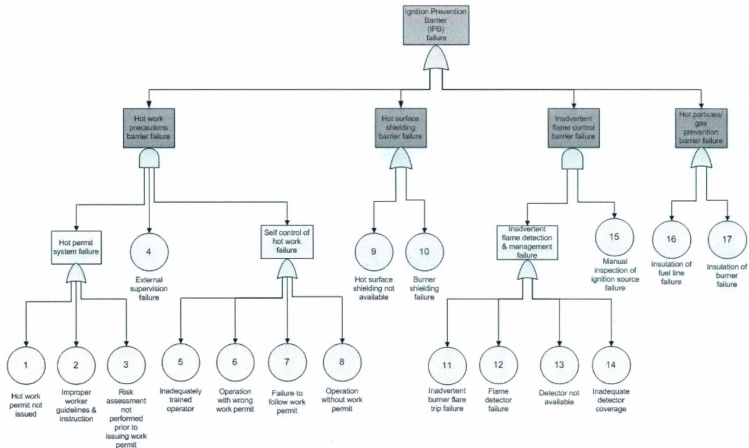 Ignition Prevention
Barrier
(IPB)
failure
Hot work
precautions
barrier failure
Hot surface
shielding
barrier failure
Inadvertent
flame control
barrier failure
Hot particles/
gas
prevention
barrier failure
Hot permit
system failure
4
External
supervision
failure
Self control of
hot work
failure
9
Hot surface
shielding not
available
10
Burner
shielding
failure
Inadvertent
flame detection
& management
failure
15
Manual
inspection of
ignition source
failure
16
Insulation of
fuel line
failure
17
Insulation of
burner
failure
1
Hot work
permit not
issued
2
Improper
worker
guidelines &
instruction
3
Risk
assessment
not
performed
prior to
issuing work
permit
5
Inadequately
trained
operator
6
Operation
with wrong
work permit
7
Failure to
follow work
permit
8
Operation
without work
permit
11
Inadvertent
burner flare
trip failure
12
Flame
detector
failure
13
Detector not
available
14
Inadequate
detector
coverage